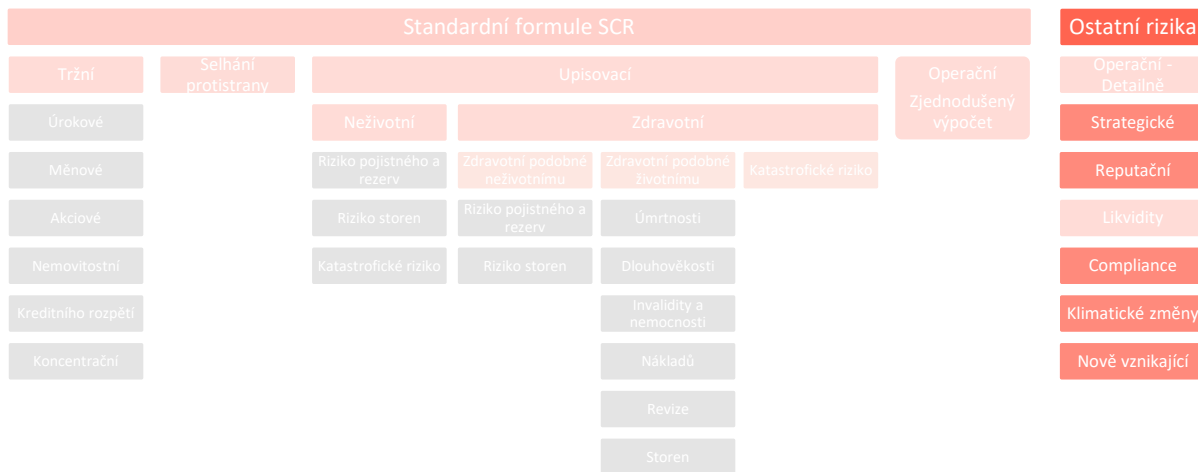 Standardní formule SCR
Ostatní rizika
Tržní
Selhání
protistrany
Upisovací
Operační
Zjednodušený
výpočet
Operační -
Detailně
Úrokové
Neživotní
Zdravotní
Strategické
Měnové
Riziko pojistného a
rezerv
Zdravotní podobné
neživotnímu
Zdravotní podobné
životnímu
Katastrofické riziko
Reputační
Akciové
Riziko storen
Riziko pojistného a
rezerv
Úmrtnosti
Likvidity
Nemovitostní
Katastrofické riziko
Riziko storen
Dlouhověkosti
Compliance
Kreditního rozpětí
Invalidity a
nemocnosti
Klimatické změny
Koncentrační
Nákladů
Nově vznikající
Revize
Storen